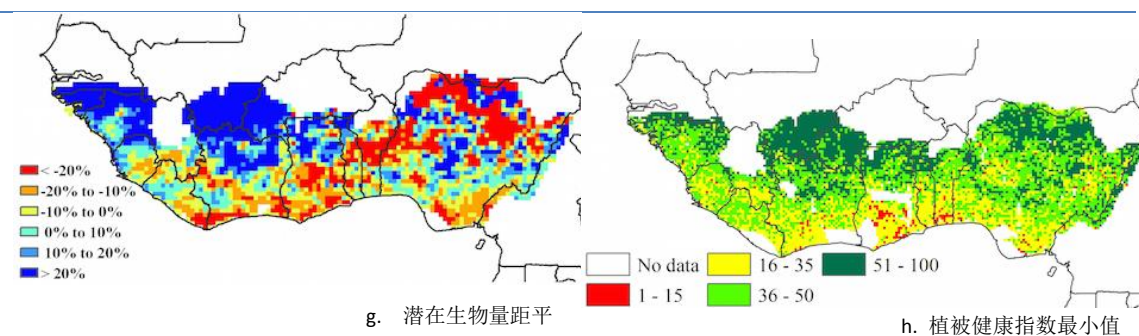 < -20%
-20% to -10%
-10% to 0%
0% to 10%
10% to 20%
> 20%
g. 潜在生物量距平
No data
16 - 35
51 - 100
1 - 15
36 - 50
h. 植被健康指数最小值